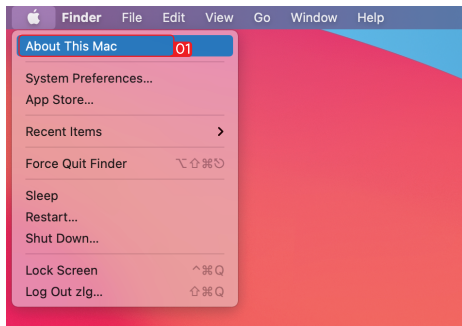 Finder File Edit View Go Window Help
About This Mac 01
System Preferences...
App Store...
Recent Items >
Force Quit Finder ⌥⇧⌘⎋
Sleep
Restart...
Shut Down...
Lock Screen ^⌘Q
Log Out zlg... ⇧⌘Q